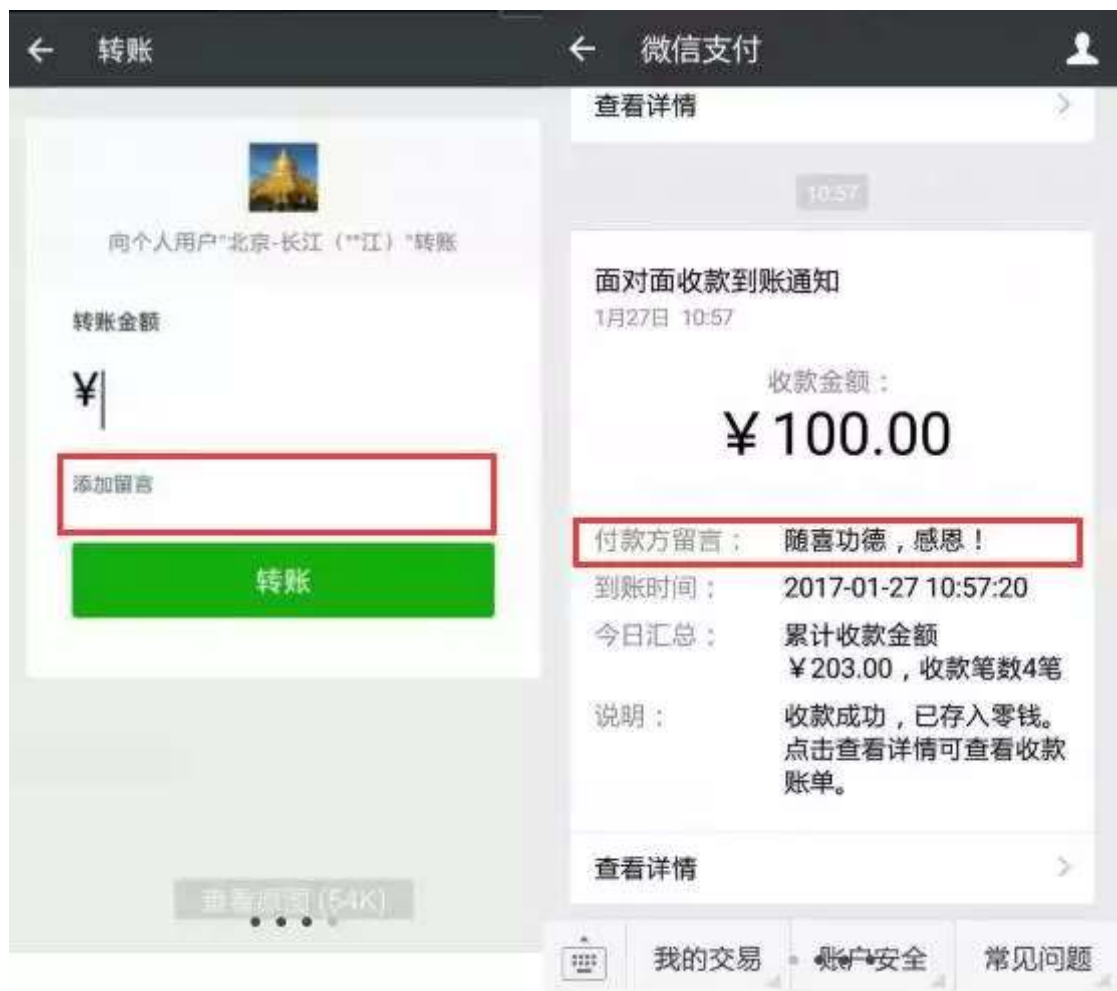 转账
向个人用户"北京-长江（**江）"转账
转账金额
¥
添加留言
转账
查看原图 (54K)
微信支付
查看详情
10:57
面对面收款到账通知
1月27日 10:57
收款金额：
¥100.00
付款方留言： 随喜功德，感恩！
到账时间： 2017-01-27 10:57:20
今日汇总： 累计收款金额
¥203.00，收款笔数4笔
说明： 收款成功，已存入零钱。
点击查看详情可查看收款
账单。
查看详情
我的交易 账户安全 常见问题